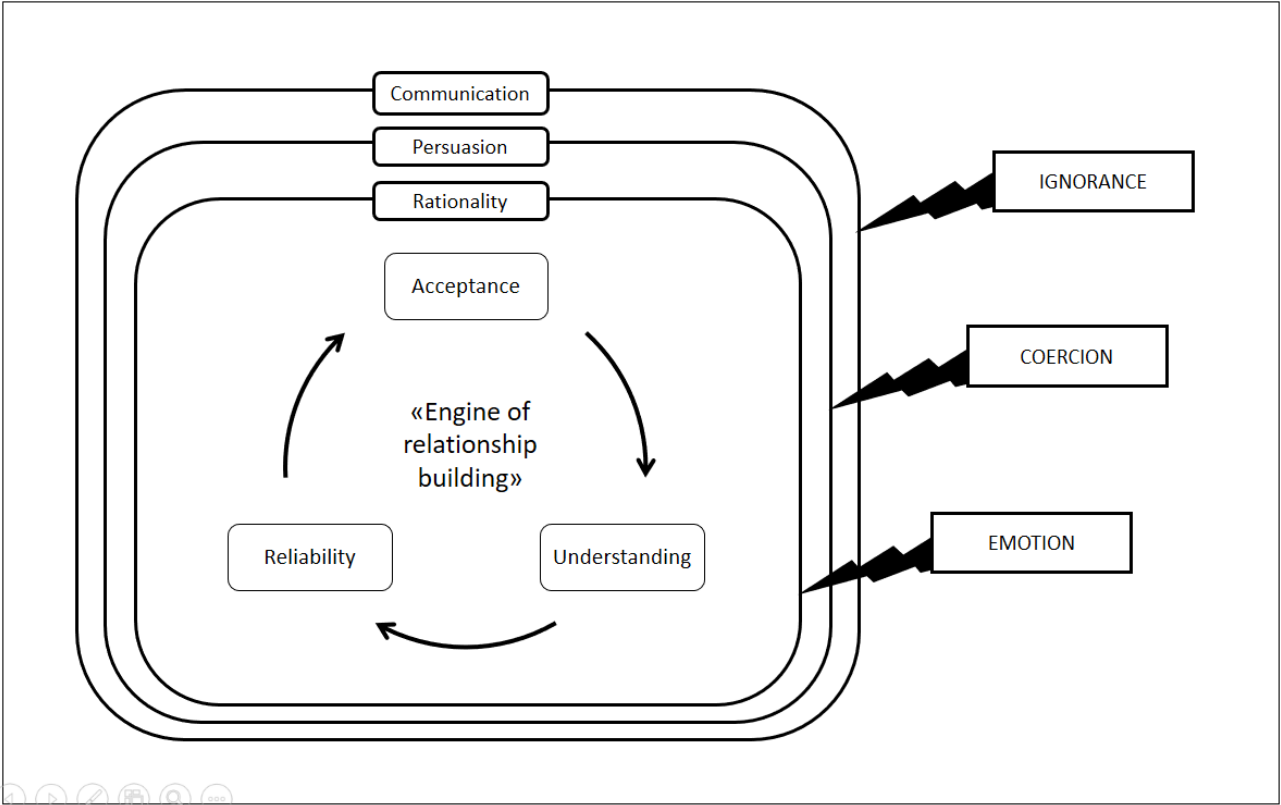 Communication
Persuasion
Rationality
Acceptance
«Engine of
relationship
building»
Reliability
Understanding
IGNORANCE
COERCION
EMOTION